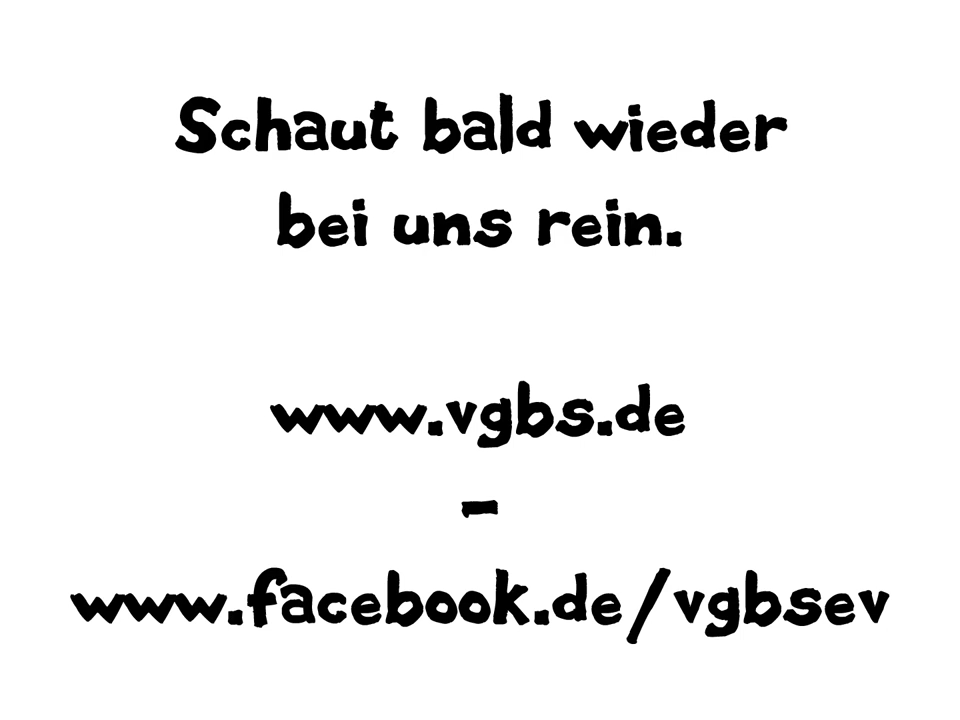 Schaut bald wieder
bei uns rein.
www.vgbs.de
-
www.facebook.de/vgbsev